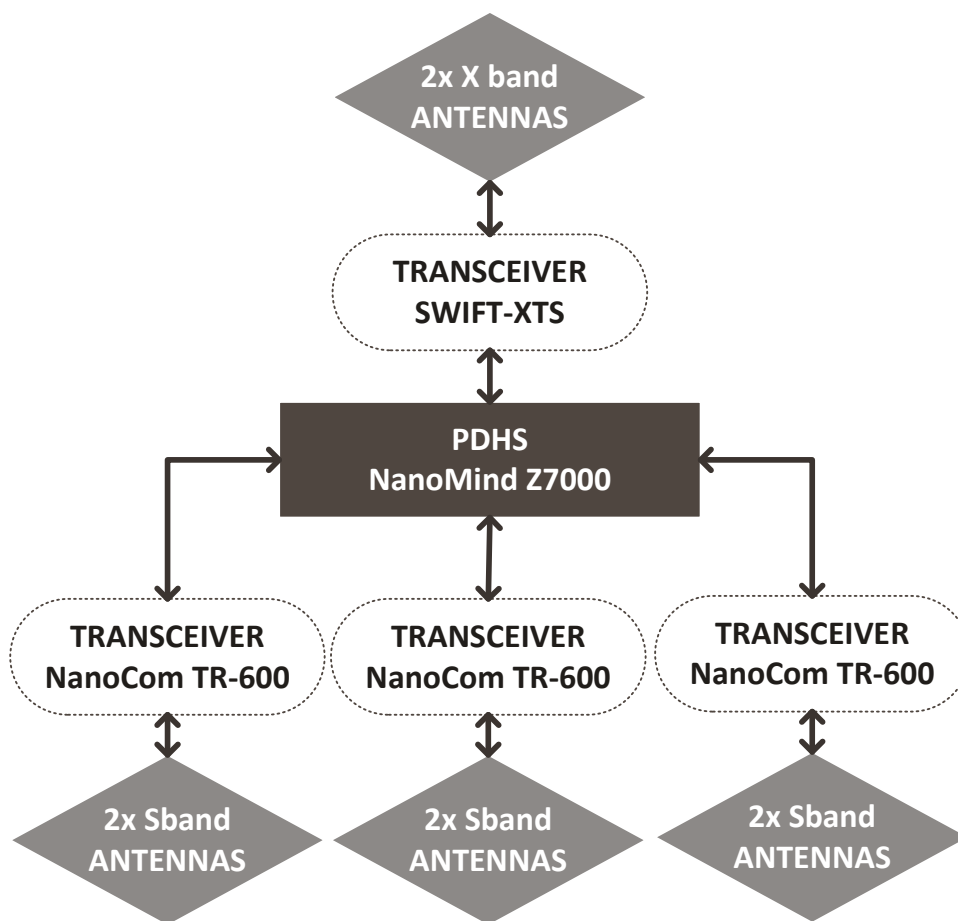 2x X band
ANTENNAS
TRANSCEIVER
SWIFT-XTS
PDHS
NanoMind Z7000
TRANSCEIVER
NanoCom TR-600
TRANSCEIVER
NanoCom TR-600
TRANSCEIVER
NanoCom TR-600
2x Sband
ANTENNAS
2x Sband
ANTENNAS
2x Sband
ANTENNAS